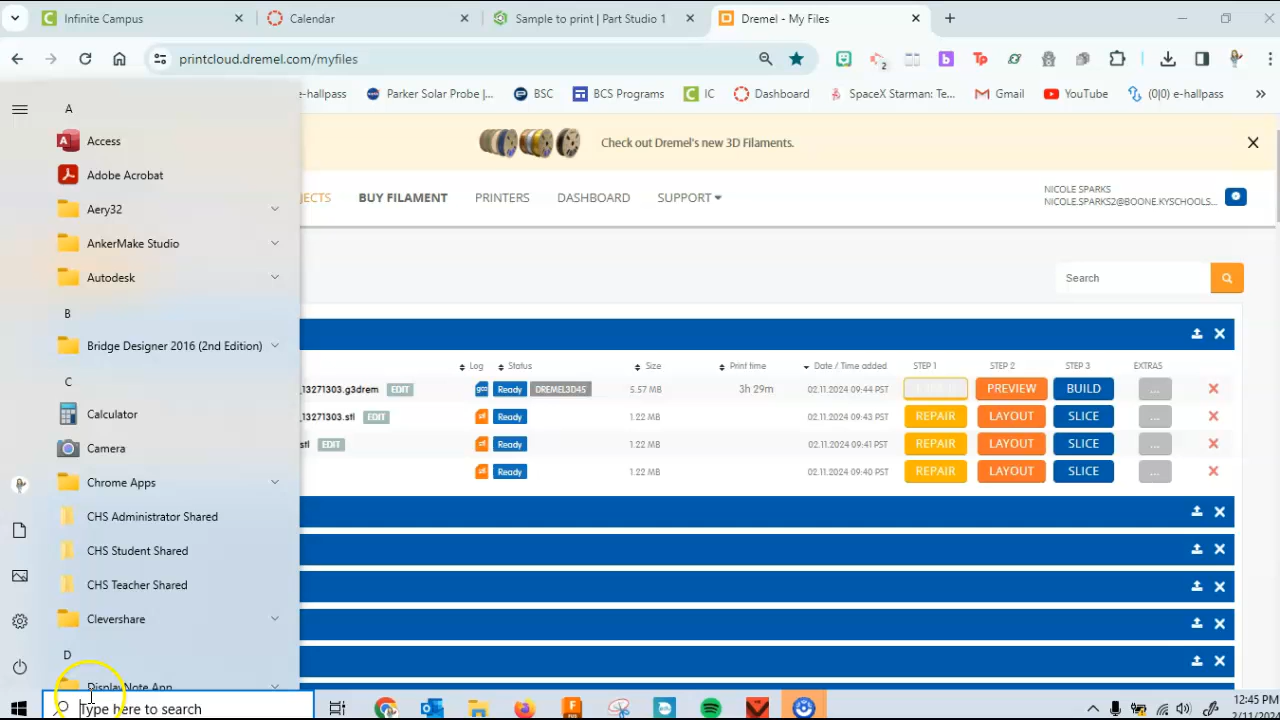 Infinite Campus
Calendar
Sample to print | Part Studio 1
Dremel - My Files
printcloud.dremel.com/myfiles
2
e-hallpass
Parker Solar Probe /...
BSC
BCS Programs
IC
Dashboard
SpaceX Starman: Te...
Gmail
YouTube
(0|0) e-hallpass
Check out Dremel's new 3D Filaments.
JECTS
BUY FILAMENT
PRINTERS
DASHBOARD
SUPPORT
NICOLE SPARKS
NICOLE.SPARKS2@BOONE.KYSCHOOLS...
Search
Log
Status
Size
Print time
Date / Time added
STEP 1
STEP 2
STEP 3
EXTRAS
_13271303.g3drem EDIT Ready DREMEL3D45 5.57 MB 3h 29m 02.11.2024 09:44 PST PREVIEW BUILD ...
_13271303.stl EDIT Ready 1.22 MB 02.11.2024 09:43 PST REPAIR LAYOUT SLICE ...
stl EDIT Ready 1.22 MB 02.11.2024 09:41 PST REPAIR LAYOUT SLICE ...
Ready 1.22 MB 02.11.2024 09:40 PST REPAIR LAYOUT SLICE ...
A
Access
Adobe Acrobat
Aery32
AnkerMake Studio
Autodesk
B
Bridge Designer 2016 (2nd Edition)
C
Calculator
Camera
Chrome Apps
CHS Administrator Shared
CHS Student Shared
CHS Teacher Shared
Clevershare
D
DisplayNote App
Type here to search
12:45 PM
2/11/2024